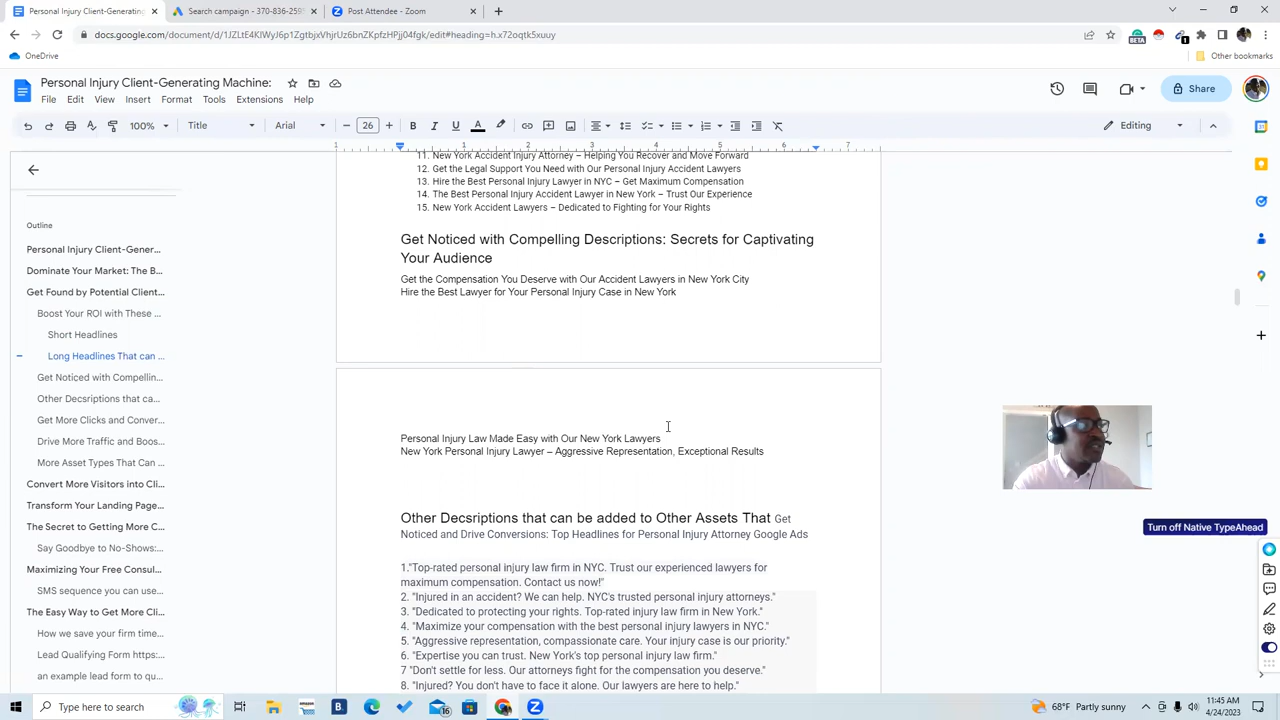 Personal Injury Client-Generating
Search campaign - 370-836-259
Post Attendee - Zoom
docs.google.com/document/d/1JZLtE4KIWyJ6p1ZgtbjxVhjrUz6bnZKpfzHPjj04fgk/edit#heading=h.x72oqtk5xuuy
BETA
1
OneDrive
Other bookmarks
Personal Injury Client-Generating Machine:
File Edit View Insert Format Tools Extensions Help
Share
100% Title Arial 26 Editing
1 1 2 3 4 5 6 7
Outline
Personal Injury Client-Gener...
Dominate Your Market: The B...
Get Found by Potential Client...
Boost Your ROI with These ...
Short Headlines
Long Headlines That can ...
Get Noticed with Compellin...
Other Decsriptions that ca...
Get More Clicks and Conver...
Drive More Traffic and Boos...
More Asset Types That Can ...
Convert More Visitors into Cli...
Transform Your Landing Page...
The Secret to Getting More C...
Say Goodbye to No-Shows:...
Maximizing Your Free Consul...
SMS sequence you can use...
The Easy Way to Get More Cl...
How we save your firm time...
Lead Qualifying Form https:...
an example lead form to qu...
11. New York Accident Injury Attorney – Helping You Recover and Move Forward
12. Get the Legal Support You Need with Our Personal Injury Accident Lawyers
13. Hire the Best Personal Injury Lawyer in NYC – Get Maximum Compensation
14. The Best Personal Injury Accident Lawyer in New York – Trust Our Experience
15. New York Accident Lawyers – Dedicated to Fighting for Your Rights
Get Noticed with Compelling Descriptions: Secrets for Captivating
Your Audience
Get the Compensation You Deserve with Our Accident Lawyers in New York City
Hire the Best Lawyer for Your Personal Injury Case in New York
Personal Injury Law Made Easy with Our New York Lawyers
New York Personal Injury Lawyer – Aggressive Representation, Exceptional Results
Other Decsriptions that can be added to Other Assets That Get
Noticed and Drive Conversions: Top Headlines for Personal Injury Attorney Google Ads
1."Top-rated personal injury law firm in NYC. Trust our experienced lawyers for
maximum compensation. Contact us now!"
2. "Injured in an accident? We can help. NYC's trusted personal injury attorneys."
3. "Dedicated to protecting your rights. Top-rated injury law firm in New York."
4. "Maximize your compensation with the best personal injury lawyers in NYC."
5. "Aggressive representation, compassionate care. Your injury case is our priority."
6. "Expertise you can trust. New York's top personal injury law firm."
7 "Don't settle for less. Our attorneys fight for the compensation you deserve."
8. "Injured? You don't have to face it alone. Our lawyers are here to help."
Turn off Native TypeAhead
Type here to search
16
68°F Partly sunny
11:45 AM
4/24/2023